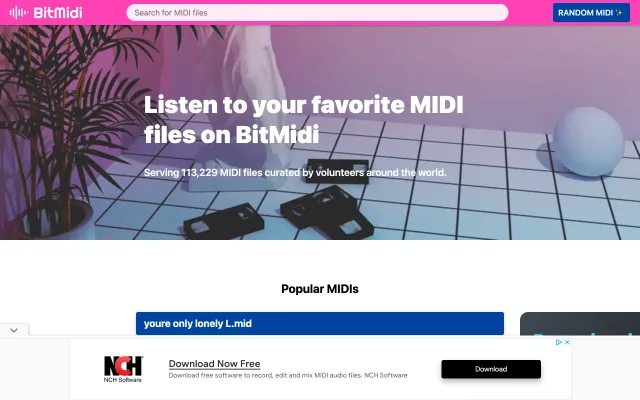 BitMidi
Search for MIDI files
RANDOM MIDI ✨
Listen to your favorite MIDI
files on BitMidi
Serving 113,229 MIDI files curated by volunteers around the world.
Popular MIDIs
youre only lonely L.mid
NCH
NCH Software
Download Now Free
Download free software to record, edit and mix MIDI audio files. NCH Software
Download